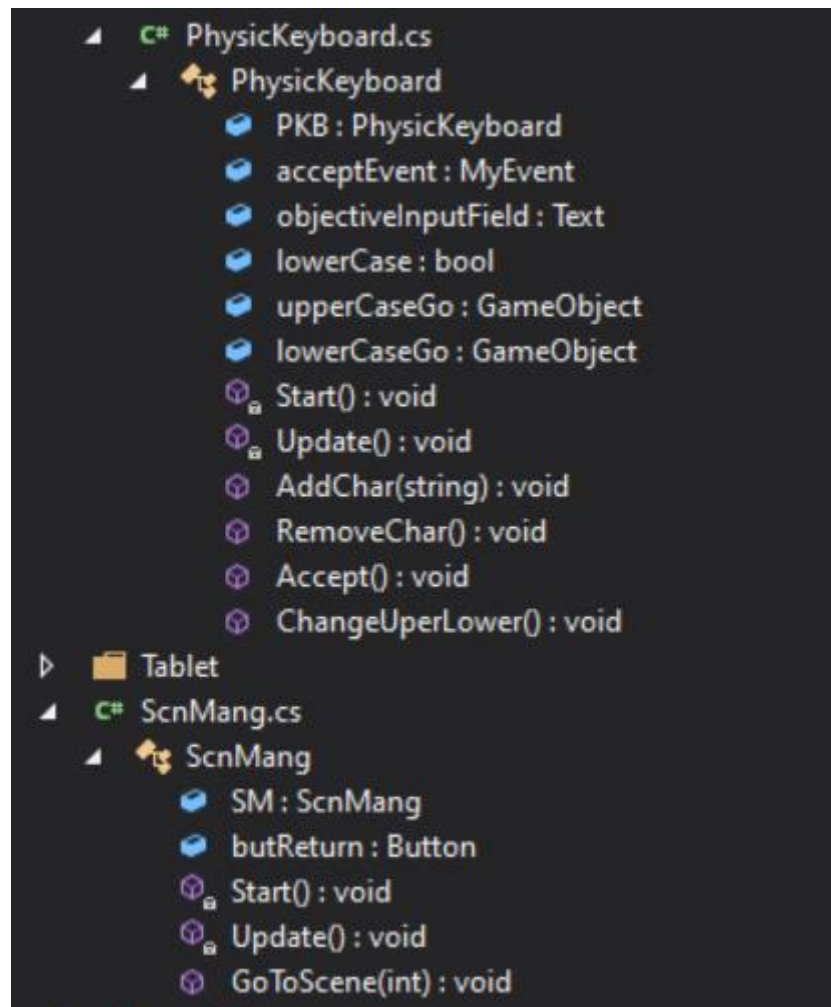 C# PhysicKeyboard.cs
PhysicKeyboard
PKB : PhysicKeyboard
acceptEvent : MyEvent
objectiveInputField : Text
lowerCase : bool
upperCaseGo : GameObject
lowerCaseGo : GameObject
Start() : void
Update() : void
AddChar(string) : void
RemoveChar() : void
Accept() : void
ChangeUperLower() : void
Tablet
C# ScnMang.cs
ScnMang
SM : ScnMang
butReturn : Button
Start() : void
Update() : void
GoToScene(int) : void